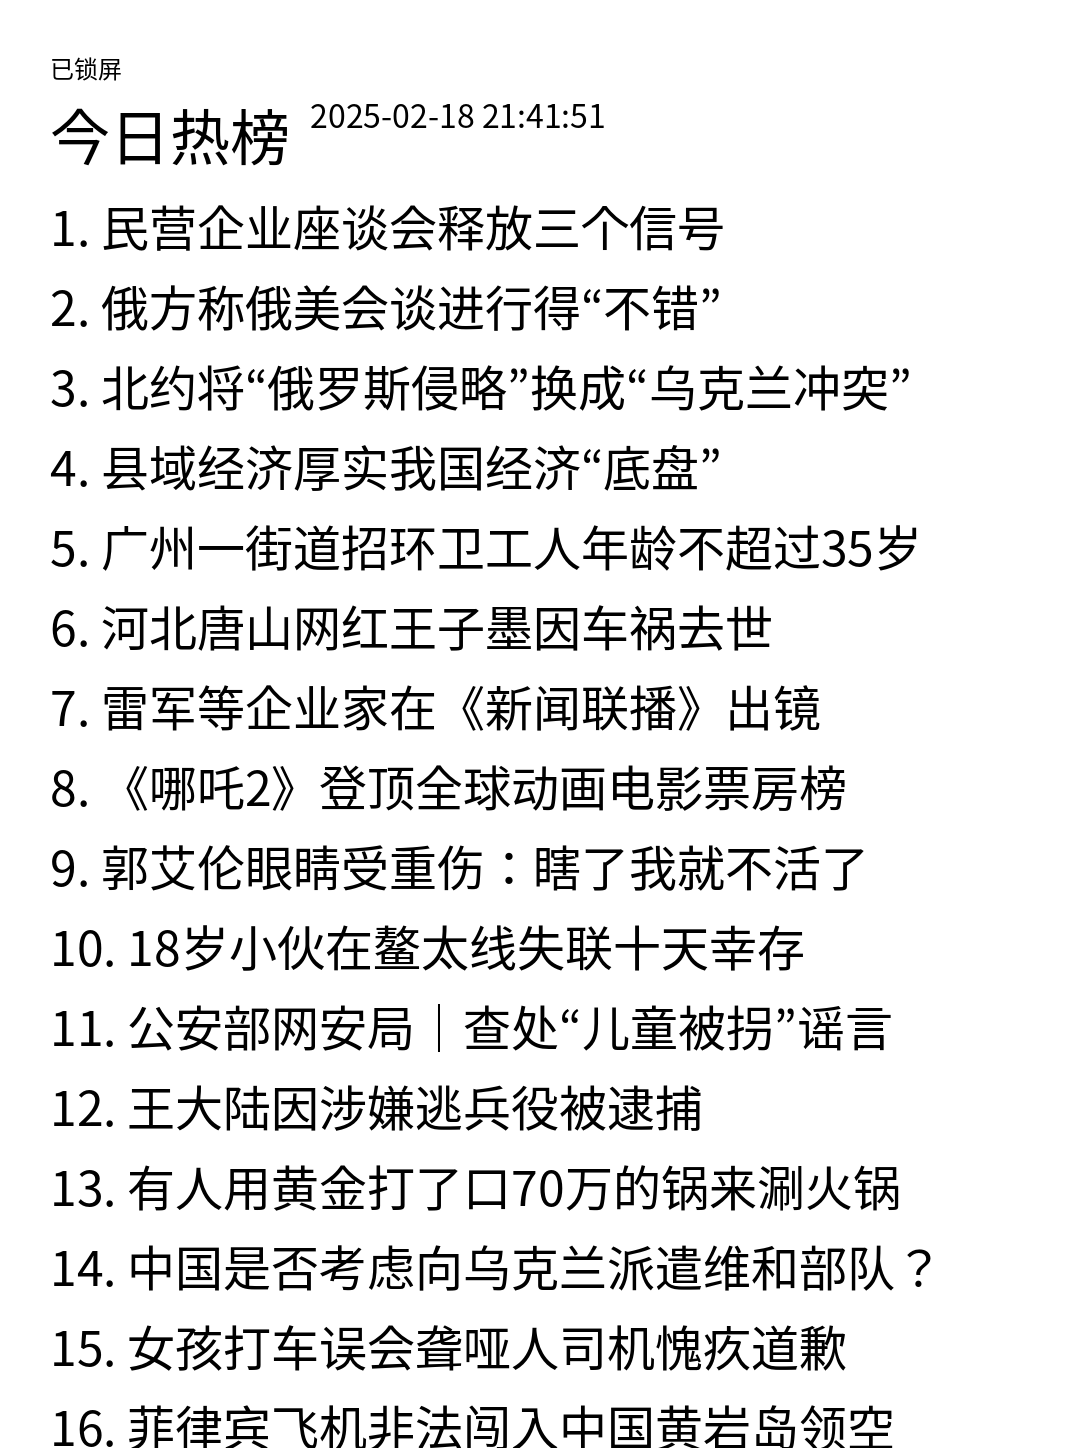 已锁屏
今日热榜 2025-02-18 21:41:51
1. 民营企业座谈会释放三个信号
2. 俄方称俄美会谈进行得“不错”
3. 北约将“俄罗斯侵略”换成“乌克兰冲突”
4. 县域经济厚实我国经济“底盘”
5. 广州一街道招环卫工人年龄不超过35岁
6. 河北唐山网红王子墨因车祸去世
7. 雷军等企业家在《新闻联播》出镜
8. 《哪吒2》登顶全球动画电影票房榜
9. 郭艾伦眼睛受重伤：瞎了我就不活了
10. 18岁小伙在鳌太线失联十天幸存
11. 公安部网安局｜查处“儿童被拐”谣言
12. 王大陆因涉嫌逃兵役被逮捕
13. 有人用黄金打了口70万的锅来涮火锅
14. 中国是否考虑向乌克兰派遣维和部队？
15. 女孩打车误会聋哑人司机愧疚道歉
16. 菲律宾飞机非法闯入中国黄岩岛领空